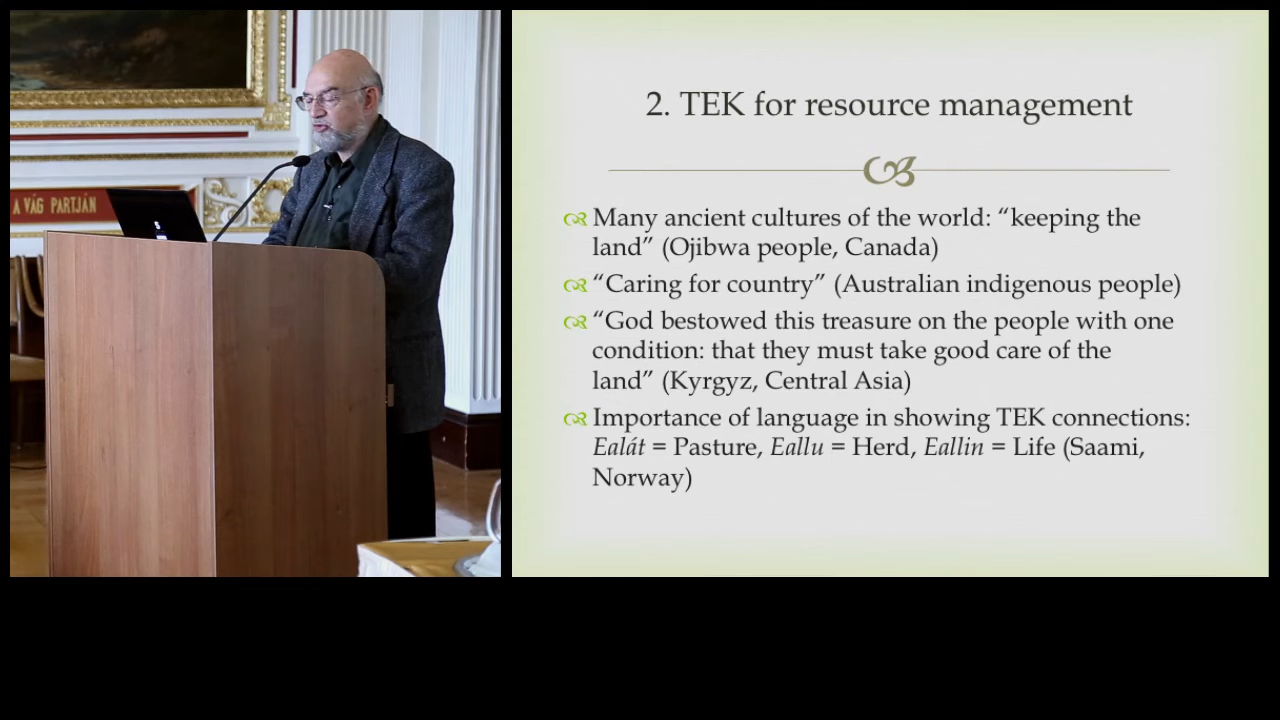 A VÁG PARTJÁN
2. TEK for resource management
Many ancient cultures of the world: “keeping the
land” (Ojibwa people, Canada)
“Caring for country” (Australian indigenous people)
“God bestowed this treasure on the people with one
condition: that they must take good care of the
land” (Kyrgyz, Central Asia)
Importance of language in showing TEK connections:
Ealát = Pasture, Eallu = Herd, Eallin = Life (Saami,
Norway)